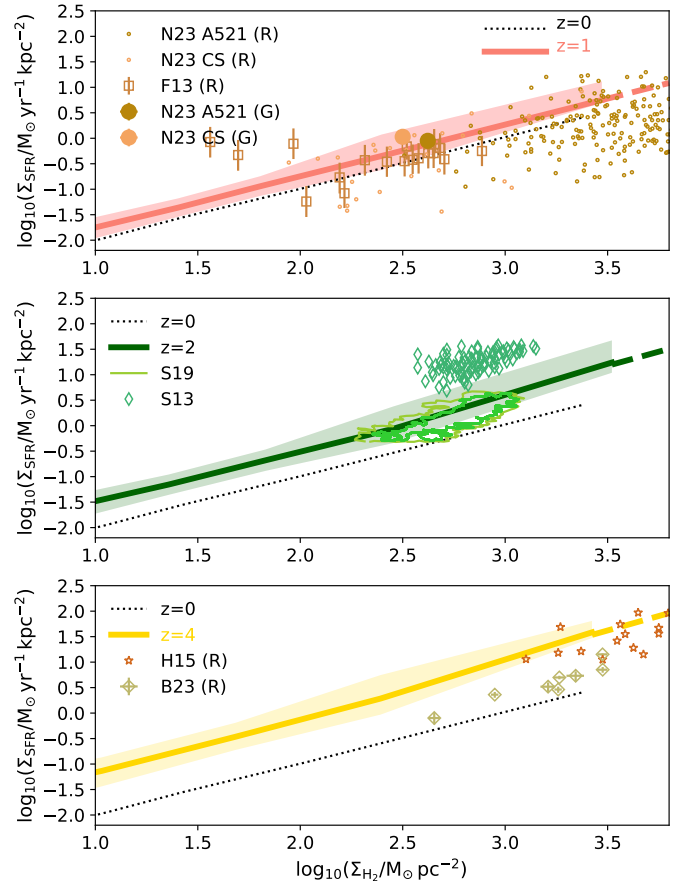 2.5
2.0
1.5
1.0
0.5
0.0
−0.5
−1.0
−1.5
−2.0
log₁₀(Σ_SFR/M⊙ yr⁻¹ kpc⁻²)
N23 A521 (R)
N23 CS (R)
F13 (R)
N23 A521 (G)
N23 CS (G)
z=0
z=1
1.0 1.5 2.0 2.5 3.0 3.5
2.5
2.0
1.5
1.0
0.5
0.0
−0.5
−1.0
−1.5
−2.0
log₁₀(Σ_SFR/M⊙ yr⁻¹ kpc⁻²)
z=0
z=2
S19
S13
1.0 1.5 2.0 2.5 3.0 3.5
2.5
2.0
1.5
1.0
0.5
0.0
−0.5
−1.0
−1.5
−2.0
log₁₀(Σ_SFR/M⊙ yr⁻¹ kpc⁻²)
z=0
z=4
H15 (R)
B23 (R)
1.0 1.5 2.0 2.5 3.0 3.5
log₁₀(Σ_H₂/M⊙ pc⁻²)